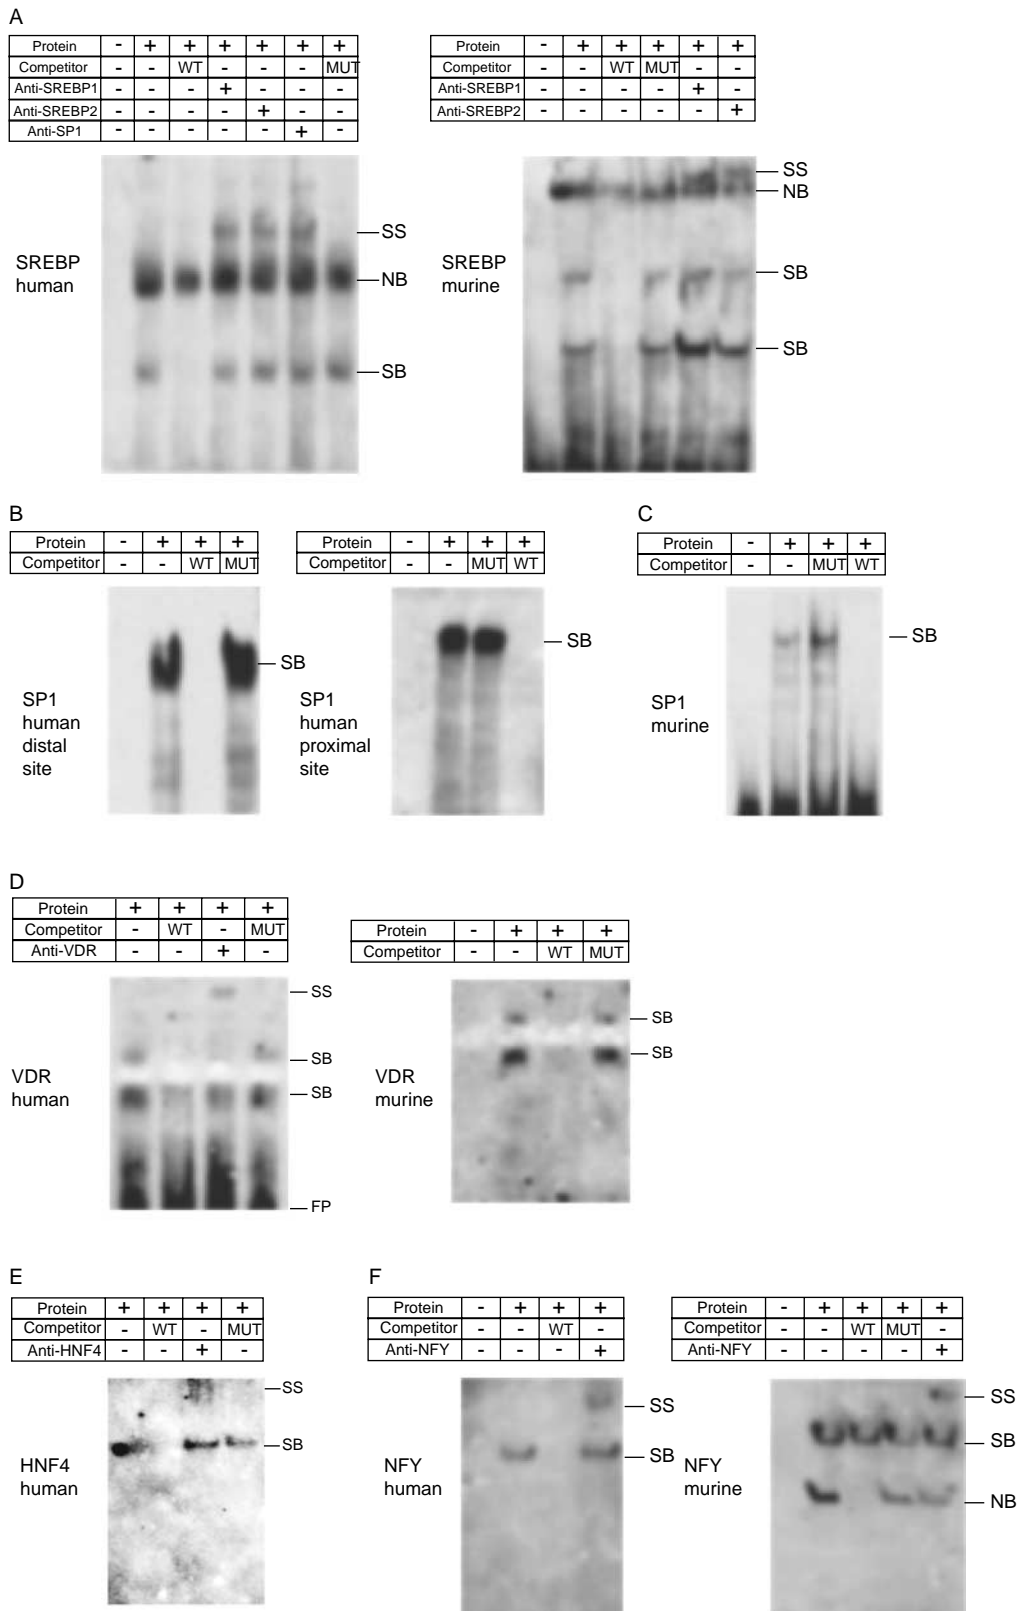 A
Protein - + + + + + +
Competitor - - WT - - - MUT
Anti-SREBP1 - - - + - - -
Anti-SREBP2 - - - - + - -
Anti-SP1 - - - - - + -
SREBP
human
SS
NB
SB
Protein - + + + + +
Competitor - - WT MUT - -
Anti-SREBP1 - - - - + -
Anti-SREBP2 - - - - - +
SREBP
murine
SS
NB
SB
SB
B
Protein - + + +
Competitor - - WT MUT
SP1
human
distal
site
SB
Protein - + + +
Competitor - - MUT WT
SP1
human
proximal
site
SB
C
Protein - + + +
Competitor - - MUT WT
SP1
murine
SB
D
Protein + + + +
Competitor - WT - MUT
Anti-VDR - - + -
VDR
human
SS
SB
SB
FP
Protein - + + +
Competitor - - WT MUT
VDR
murine
SB
SB
E
Protein + + + +
Competitor - WT - MUT
Anti-HNF4 - - + -
HNF4
human
SS
SB
F
Protein - + + +
Competitor - - WT -
Anti-NFY - - - +
NFY
human
SS
SB
Protein - + + + +
Competitor - - WT MUT -
Anti-NFY - - - - +
NFY
murine
SS
SB
NB